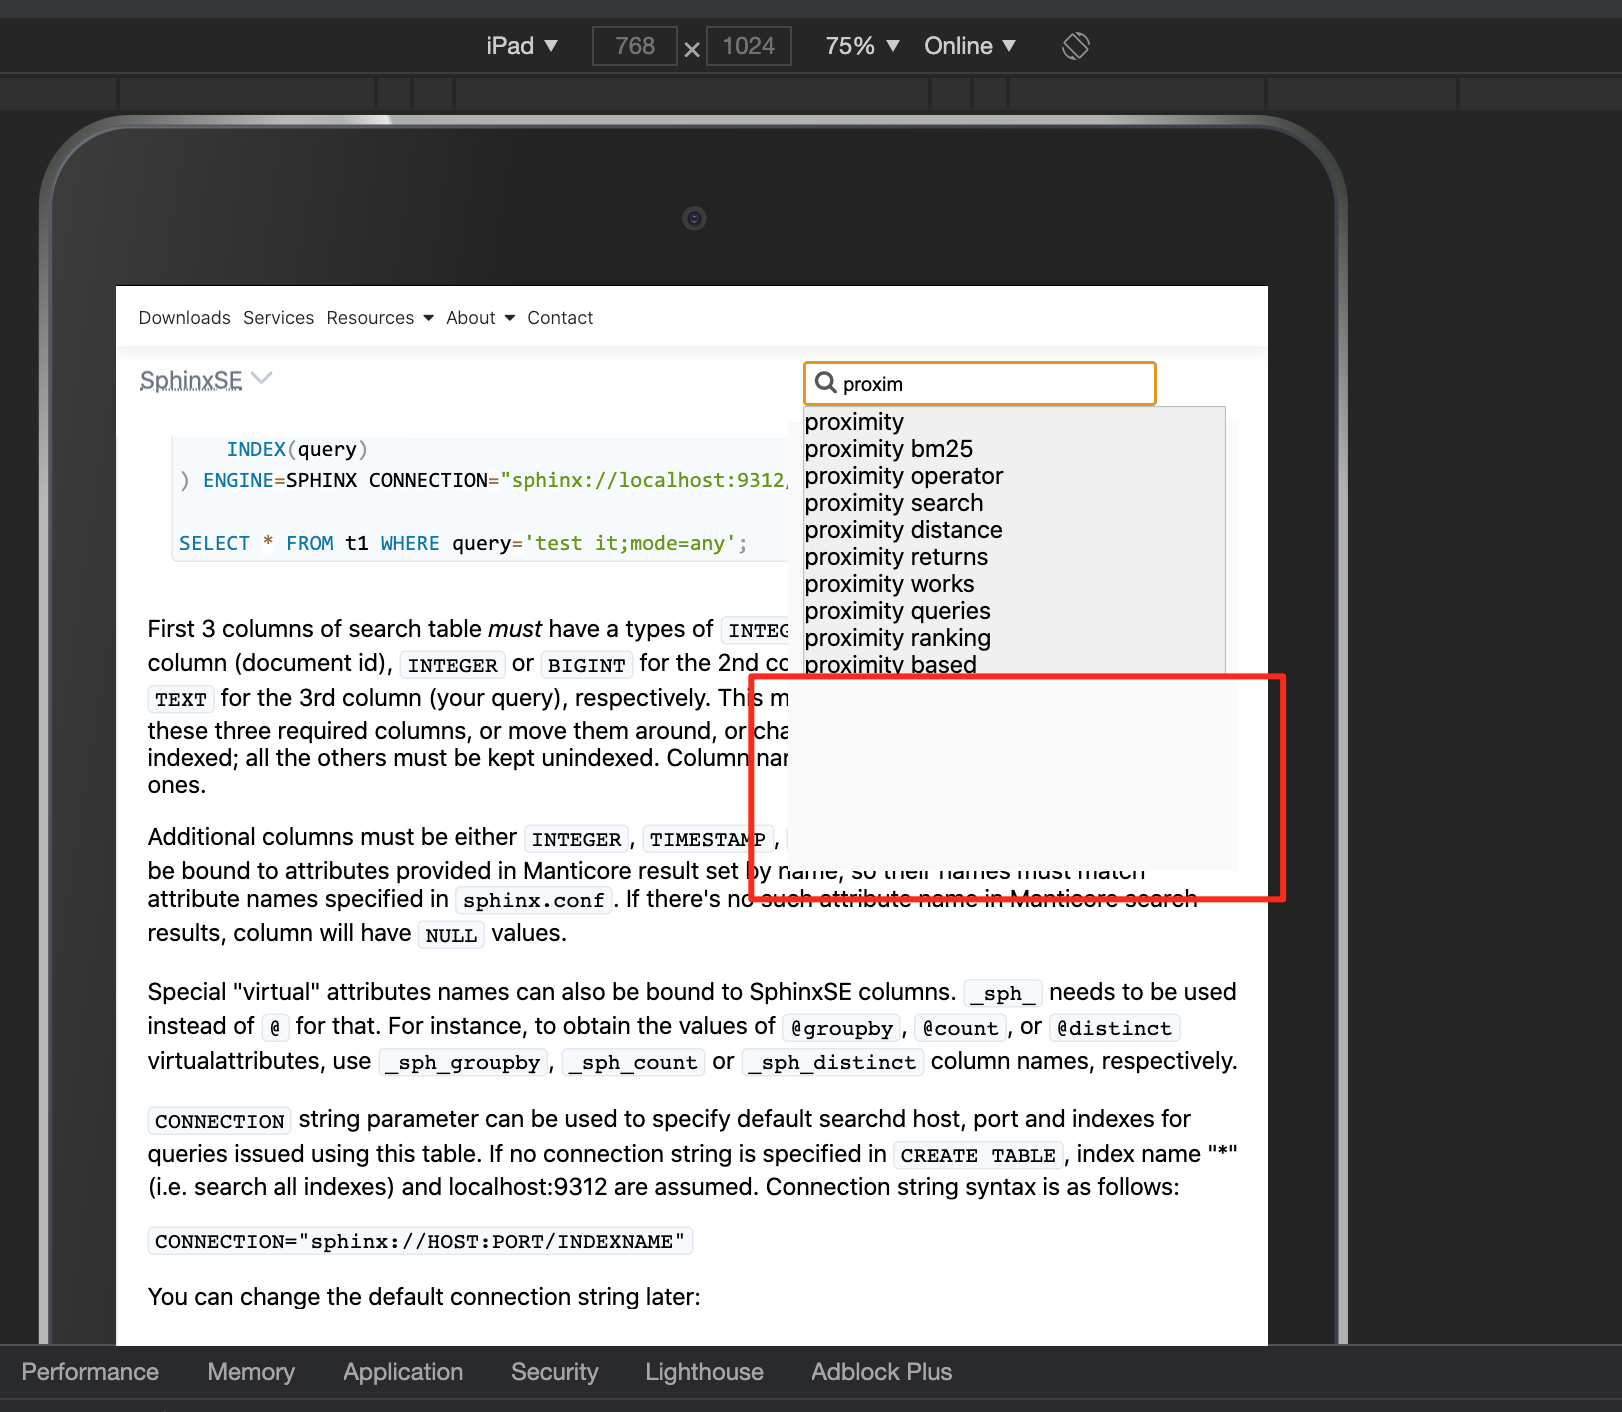 iPad ▼ 768 × 1024 75% ▼ Online ▼
Downloads Services Resources About Contact
SphinxSE
proxim
INDEX(query)
) ENGINE=SPHINX CONNECTION="sphinx://localhost:9312/
SELECT * FROM t1 WHERE query='test it;mode=any';
proximity
proximity bm25
proximity operator
proximity search
proximity distance
proximity returns
proximity works
proximity queries
proximity ranking
proximity based
First 3 columns of search table must have a types of INTEG
column (document id), INTEGER or BIGINT for the 2nd co
TEXT for the 3rd column (your query), respectively. This m
these three required columns, or move them around, or cha
indexed; all the others must be kept unindexed. Column nar
ones.
Additional columns must be either INTEGER, TIMESTAMP,
be bound to attributes provided in Manticore result set by name, so their names must match
attribute names specified in sphinx.conf. If there's no such attribute name in Manticore search
results, column will have NULL values.
Special "virtual" attributes names can also be bound to SphinxSE columns. _sph_ needs to be used
instead of @ for that. For instance, to obtain the values of @groupby, @count, or @distinct
virtualattributes, use _sph_groupby, _sph_count or _sph_distinct column names, respectively.
CONNECTION string parameter can be used to specify default searchd host, port and indexes for
queries issued using this table. If no connection string is specified in CREATE TABLE, index name "*"
(i.e. search all indexes) and localhost:9312 are assumed. Connection string syntax is as follows:
CONNECTION="sphinx://HOST:PORT/INDEXNAME"
You can change the default connection string later:
Performance Memory Application Security Lighthouse Adblock Plus